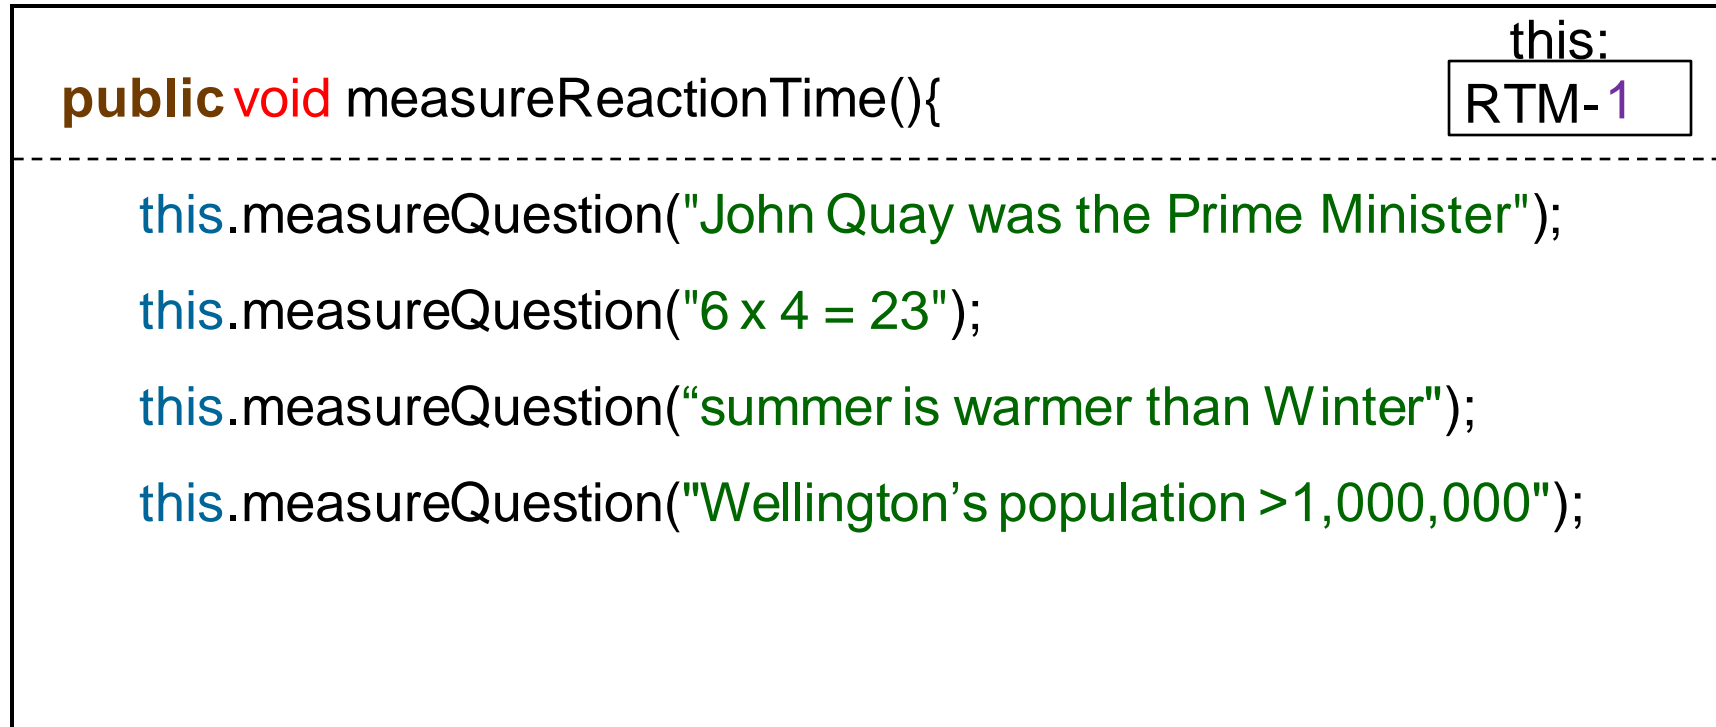 this:
public void measureReactionTime(){
RTM-1
this.measureQuestion("John Quay was the Prime Minister");
this.measureQuestion("6 x 4 = 23");
this.measureQuestion(“summer is warmer than Winter");
this.measureQuestion("Wellington’s population >1,000,000");